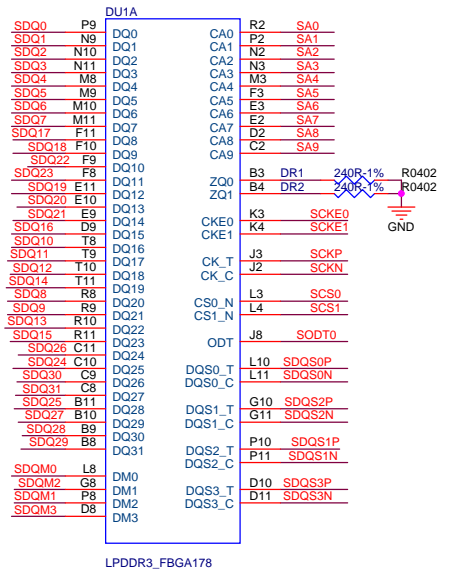 DU1A
SDQ0 P9 DQ0 CA0 R2 SA0
SDQ1 N9 DQ1 CA1 P2 SA1
SDQ2 N10 DQ2 CA2 N2 SA2
SDQ3 N11 DQ3 CA3 N3 SA3
SDQ4 M8 DQ4 CA4 M3 SA4
SDQ5 M9 DQ5 CA5 F3 SA5
SDQ6 M10 DQ6 CA6 E3 SA6
SDQ7 M11 DQ7 CA7 E2 SA7
SDQ17 F11 DQ8 CA8 D2 SA8
SDQ18 F10 DQ9 CA9 C2 SA9
SDQ22 F9 DQ10
SDQ23 F8 DQ11 ZQ0 B3 DR1 240R-1% R0402
SDQ19 E11 DQ12 ZQ1 B4 DR2 240R-1% R0402
SDQ20 E10 DQ13
SDQ21 E9 DQ14 CKE0 K3 SCKE0
SDQ16 D9 DQ15 CKE1 K4 SCKE1
GND
SDQ10 T8 DQ16
SDQ11 T9 DQ17 CK_T J3 SCKP
SDQ12 T10 DQ18 CK_C J2 SCKN
SDQ14 T11 DQ19
SDQ8 R8 DQ20 CS0_N L3 SCS0
SDQ9 R9 DQ21 CS1_N L4 SCS1
SDQ13 R10 DQ22
SDQ15 R11 DQ23 ODT J8 SODT0
SDQ26 C11 DQ24
SDQ24 C10 DQ25 DQS0_T L10 SDQS0P
SDQ30 C9 DQ26 DQS0_C L11 SDQS0N
SDQ31 C8 DQ27
SDQ25 B11 DQ28 DQS1_T G10 SDQS2P
SDQ27 B10 DQ29 DQS1_C G11 SDQS2N
SDQ28 B9 DQ30
SDQ29 B8 DQ31 DQS2_T P10 SDQS1P
DQS2_C P11 SDQS1N
SDQM0 L8 DM0
SDQM2 G8 DM1 DQS3_T D10 SDQS3P
SDQM1 P8 DM2 DQS3_C D11 SDQS3N
SDQM3 D8 DM3
LPDDR3_FBGA178